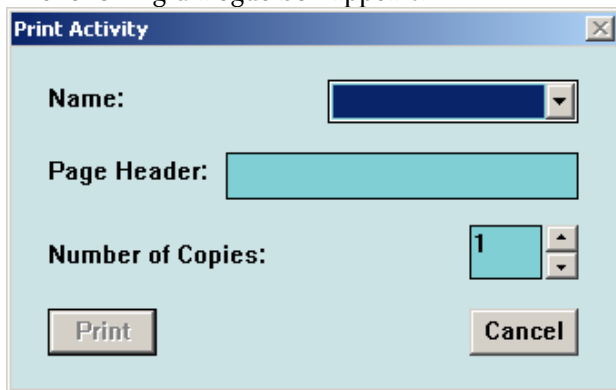 Print Activity
Name:
Page Header:
Number of Copies: 1
Print Cancel